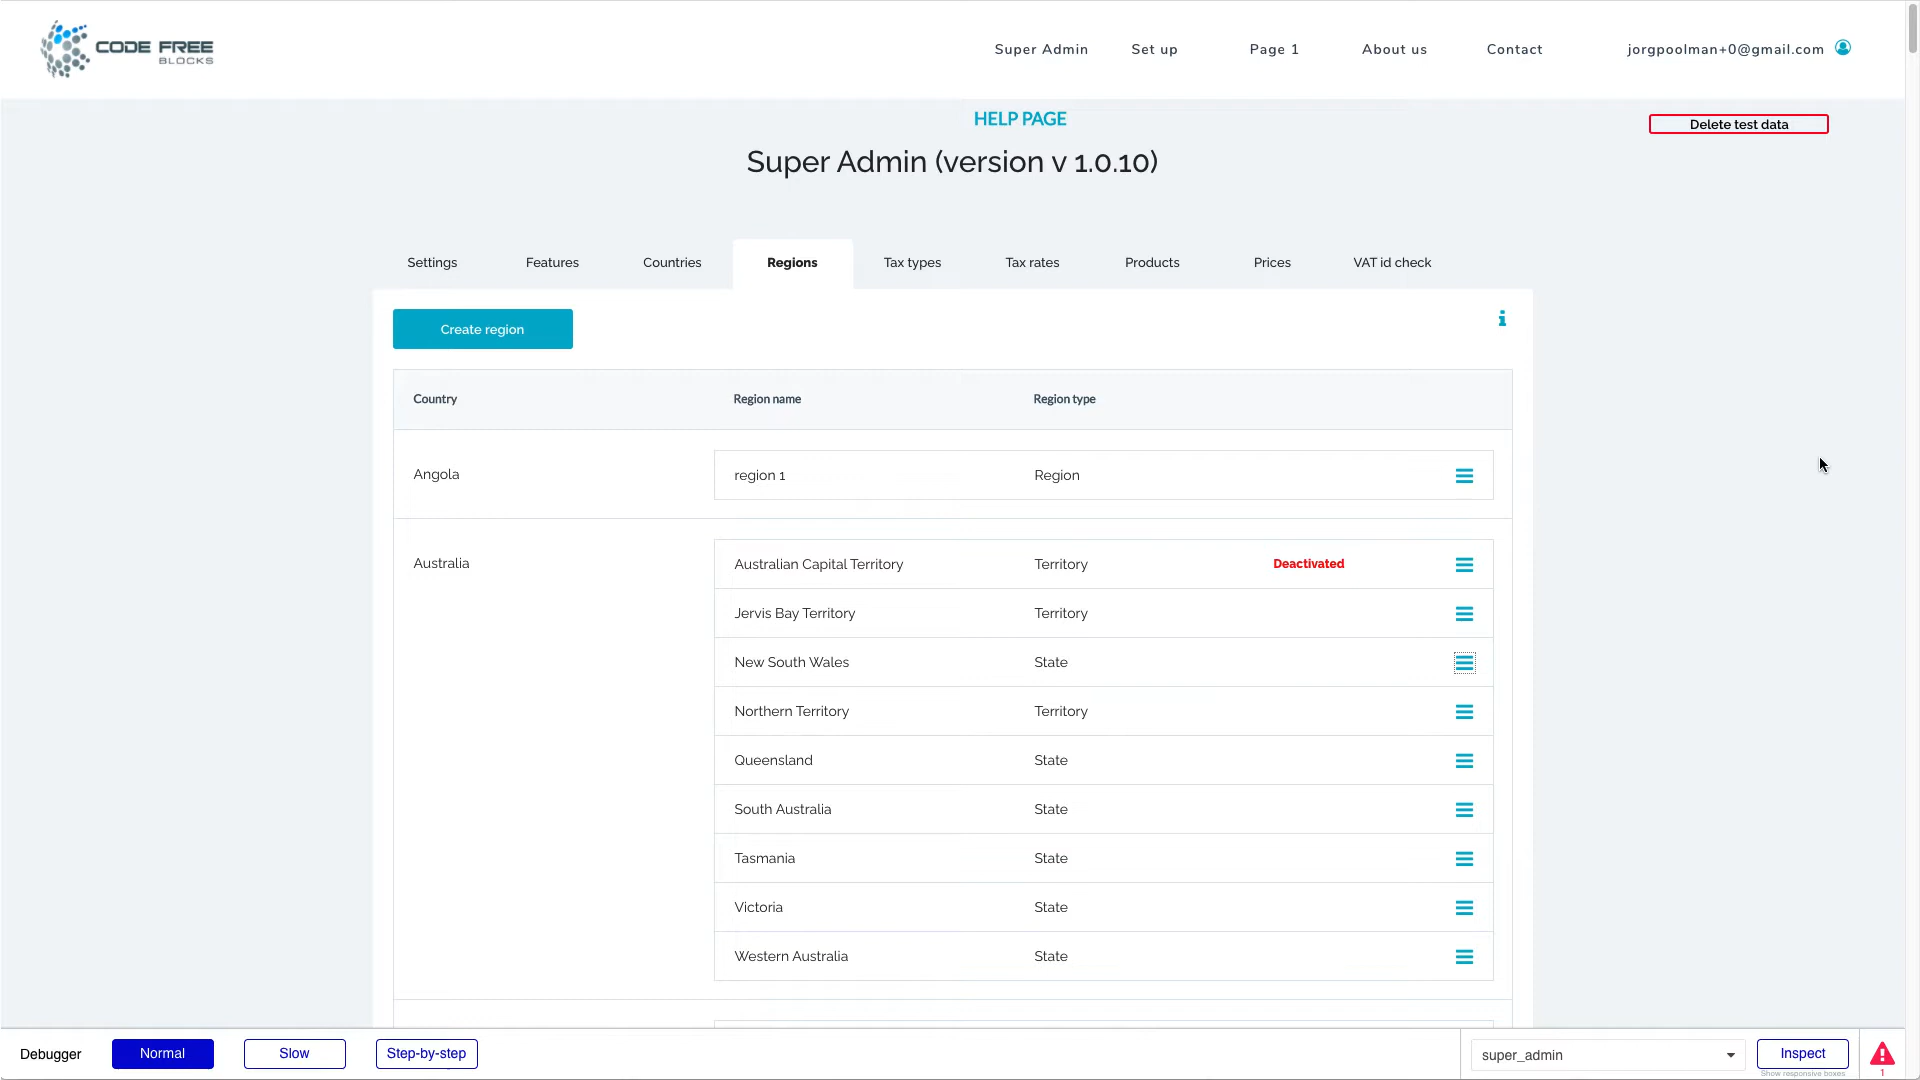 CODE FREE
BLOCKS
Super Admin
Set up
Page 1
About us
Contact
jorgpoolman+0@gmail.com
HELP PAGE
Delete test data
Super Admin (version v 1.0.10)
Settings
Features
Countries
Regions
Tax types
Tax rates
Products
Prices
VAT id check
Create region
Country
Region name
Region type
Angola
region 1
Region
Australia
Australian Capital Territory
Territory
Deactivated
Jervis Bay Territory
Territory
New South Wales
State
Northern Territory
Territory
Queensland
State
South Australia
State
Tasmania
State
Victoria
State
Western Australia
State
Debugger
Normal
Slow
Step-by-step
super_admin
Inspect
Show responsive boxes
1